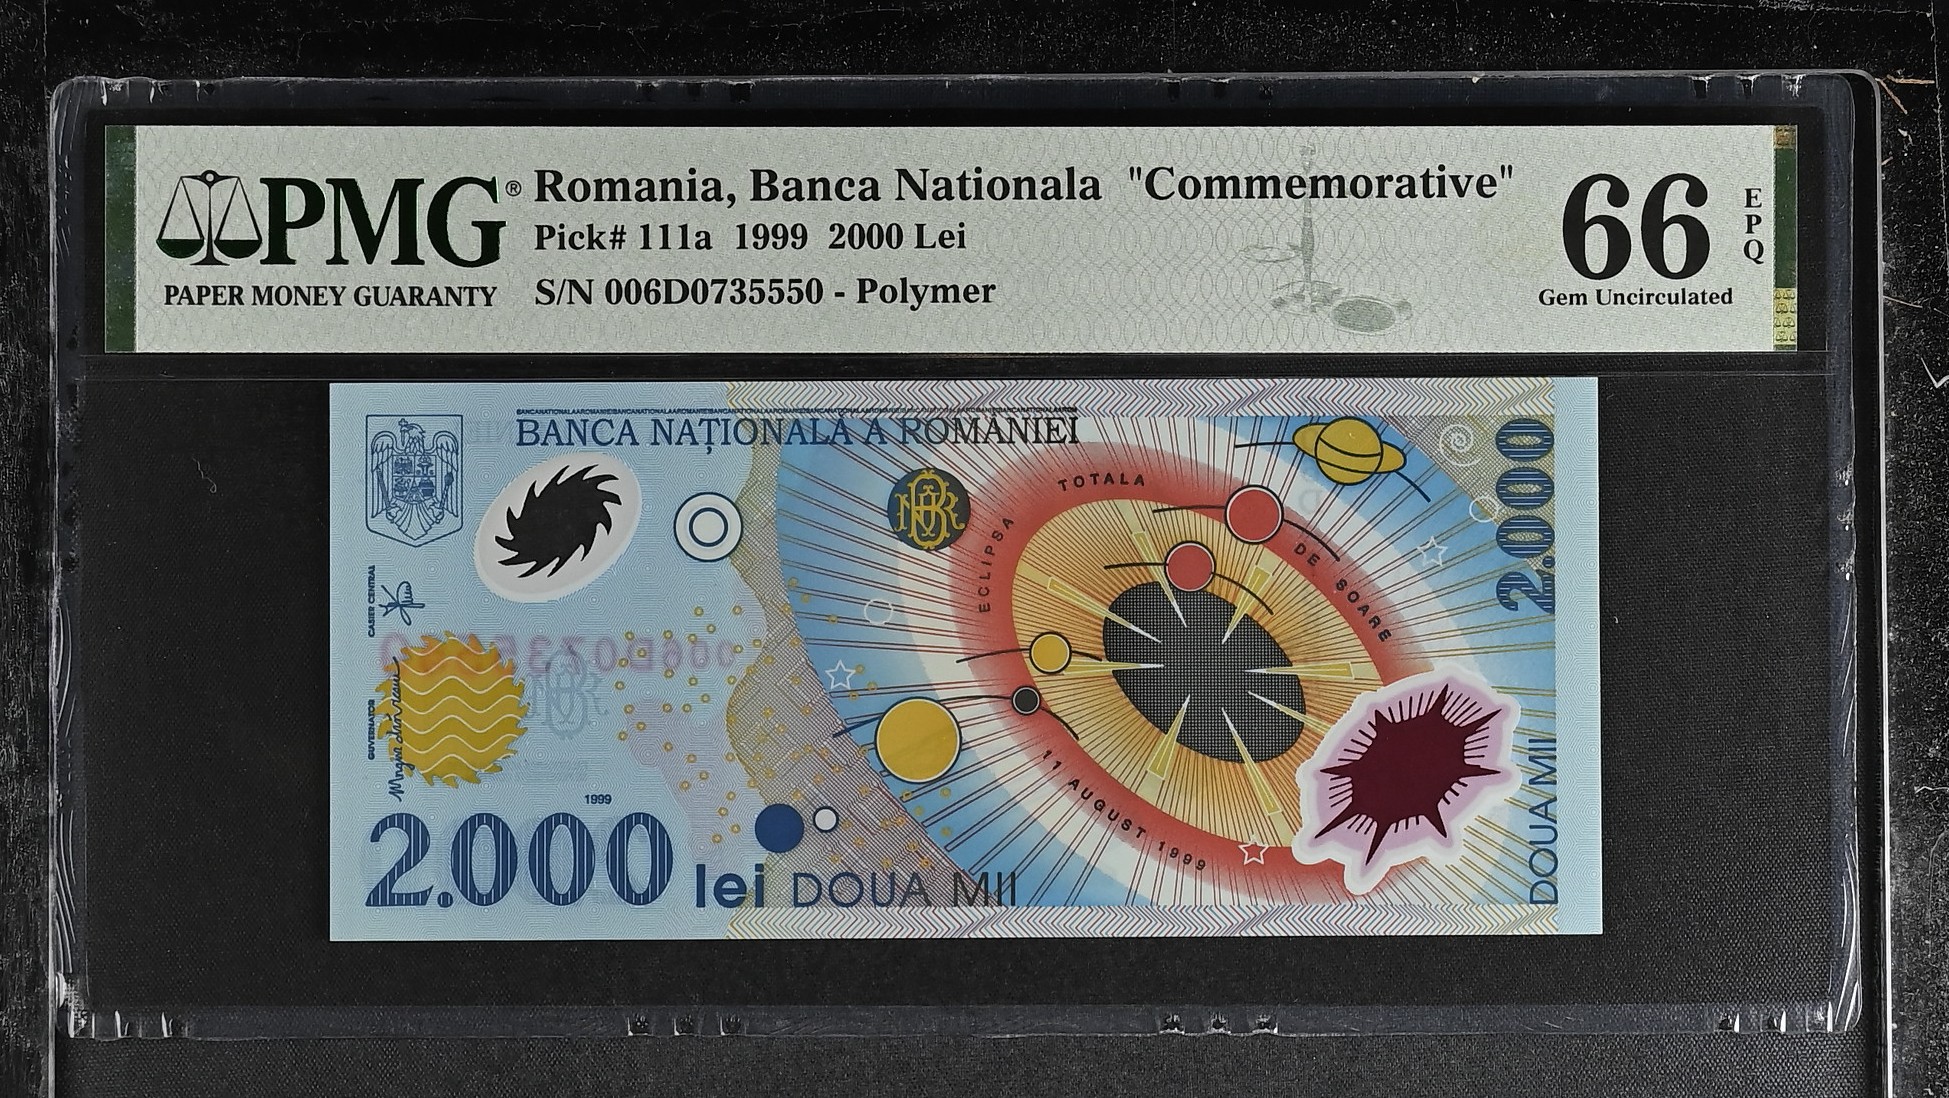 PMG®
PAPER MONEY GUARANTY
Romania, Banca Nationala "Commemorative"
Pick# 111a 1999 2000 Lei
S/N 006D0735550 - Polymer
66
EPQ
Gem Uncirculated
BANCA NAȚIONALĂ A ROMÂNIEI
2.000
TOTALA
ECLIPSA
DE SOARE
CASIER CENTRAL
GUVERNATOR
11 AUGUST 1999
1999
2.000 lei DOUA MII
DOUA MII